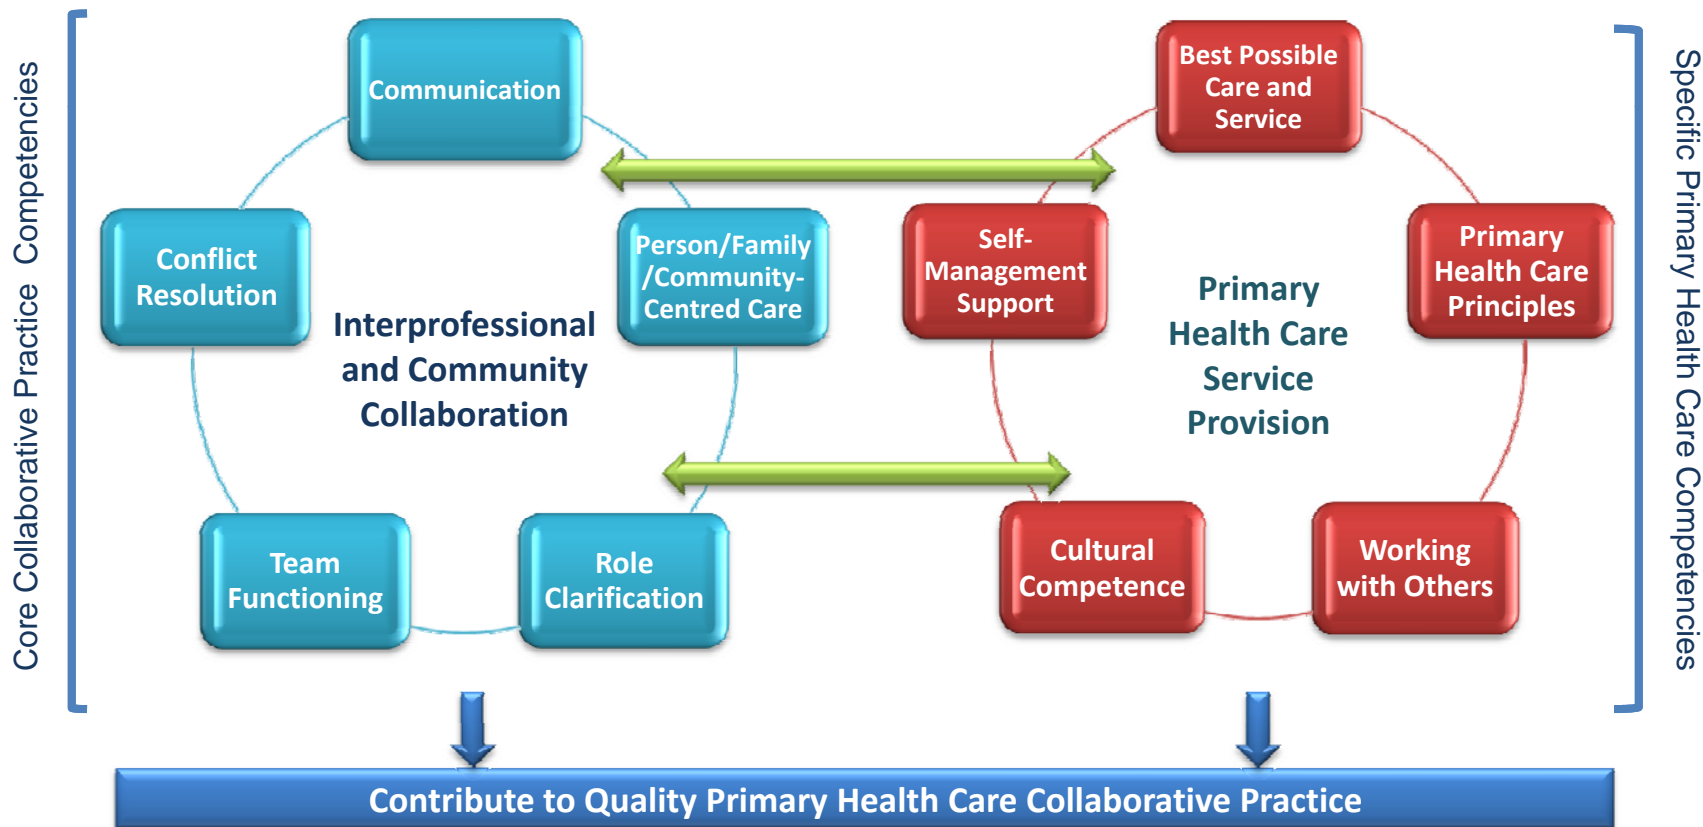 Core Collaborative Practice Competencies
Communication
Conflict
Resolution
Person/Family
/Community-
Centred Care
Interprofessional
and Community
Collaboration
Team
Functioning
Role
Clarification
Best Possible
Care and
Service
Self-
Management
Support
Primary
Health Care
Principles
Primary
Health Care
Service
Provision
Cultural
Competence
Working
with Others
Specific Primary Health Care Competencies
Contribute to Quality Primary Health Care Collaborative Practice